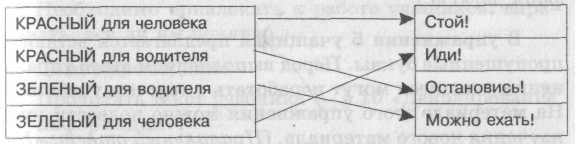 КРАСНЫЙ для человека
КРАСНЫЙ для водителя
ЗЕЛЕНЫЙ для водителя
ЗЕЛЕНЫЙ для человека
Стой!
Иди!
Остановись!
Можно ехать!